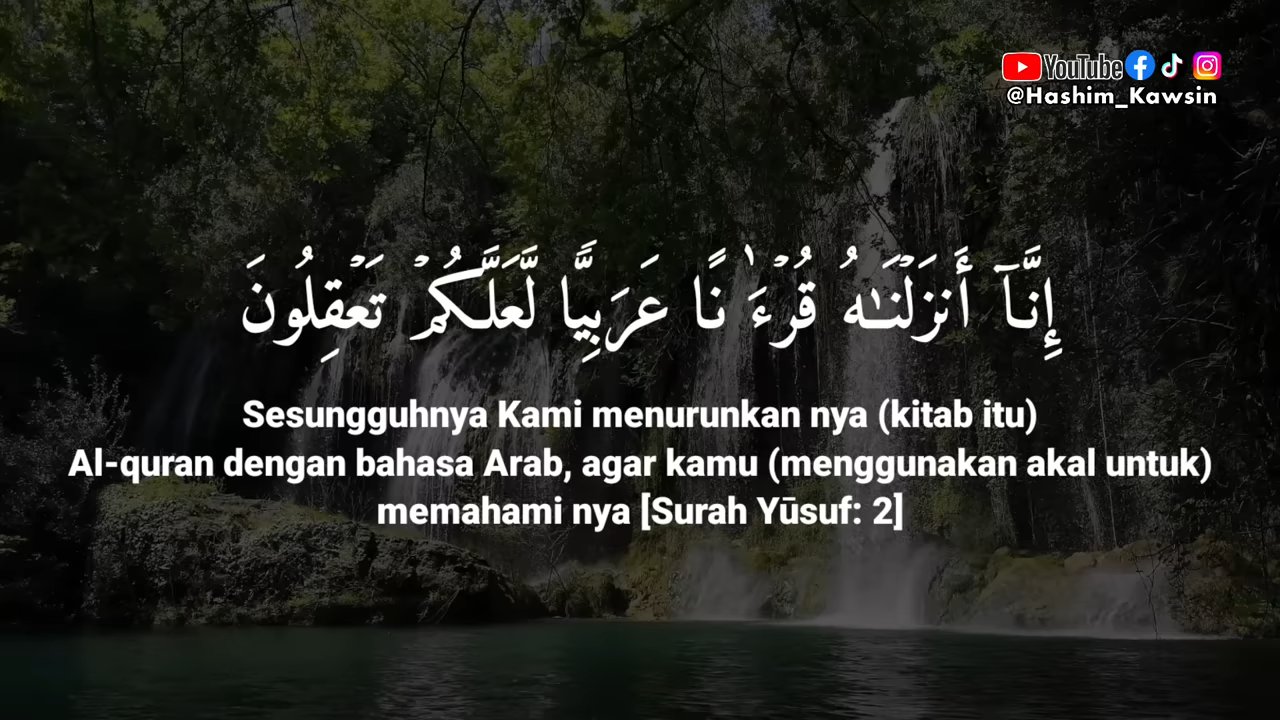 YouTube
@Hashim_Kawsin
إِنَّآ أَنزَلْنَـٰهُ قُرْءَٰنًا عَرَبِيًّا لَّعَلَّكُمْ تَعْقِلُونَ
Sesungguhnya Kami menurunkan nya (kitab itu)
Al-quran dengan bahasa Arab, agar kamu (menggunakan akal untuk)
memahami nya [Surah Yūsuf: 2]